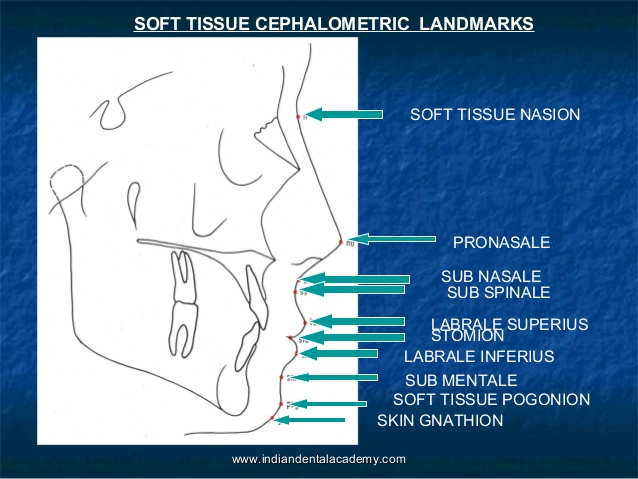 SOFT TISSUE CEPHALOMETRIC LANDMARKS
SOFT TISSUE NASION
PRONASALE
SUB NASALE
SUB SPINALE
LABRALE SUPERIUS
STOMION
LABRALE INFERIUS
SUB MENTALE
SOFT TISSUE POGONION
SKIN GNATHION
www.indiandentalacademy.com